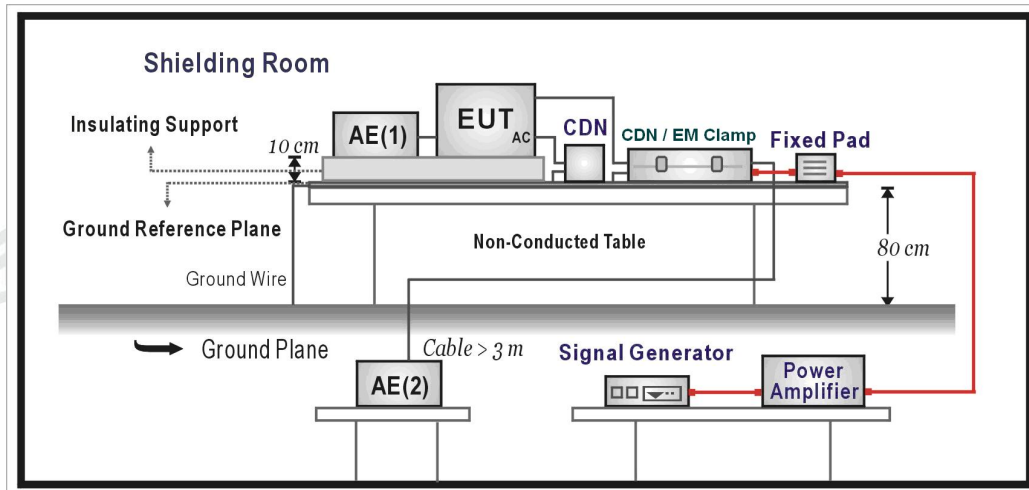 Shielding Room
Insulating Support
10 cm
AE(1)
EUT
AC
CDN
CDN / EM Clamp
Fixed Pad
Ground Reference Plane
Non-Conducted Table
80 cm
Ground Wire
Ground Plane
Cable > 3 m
AE(2)
Signal Generator
Power
Amplifier